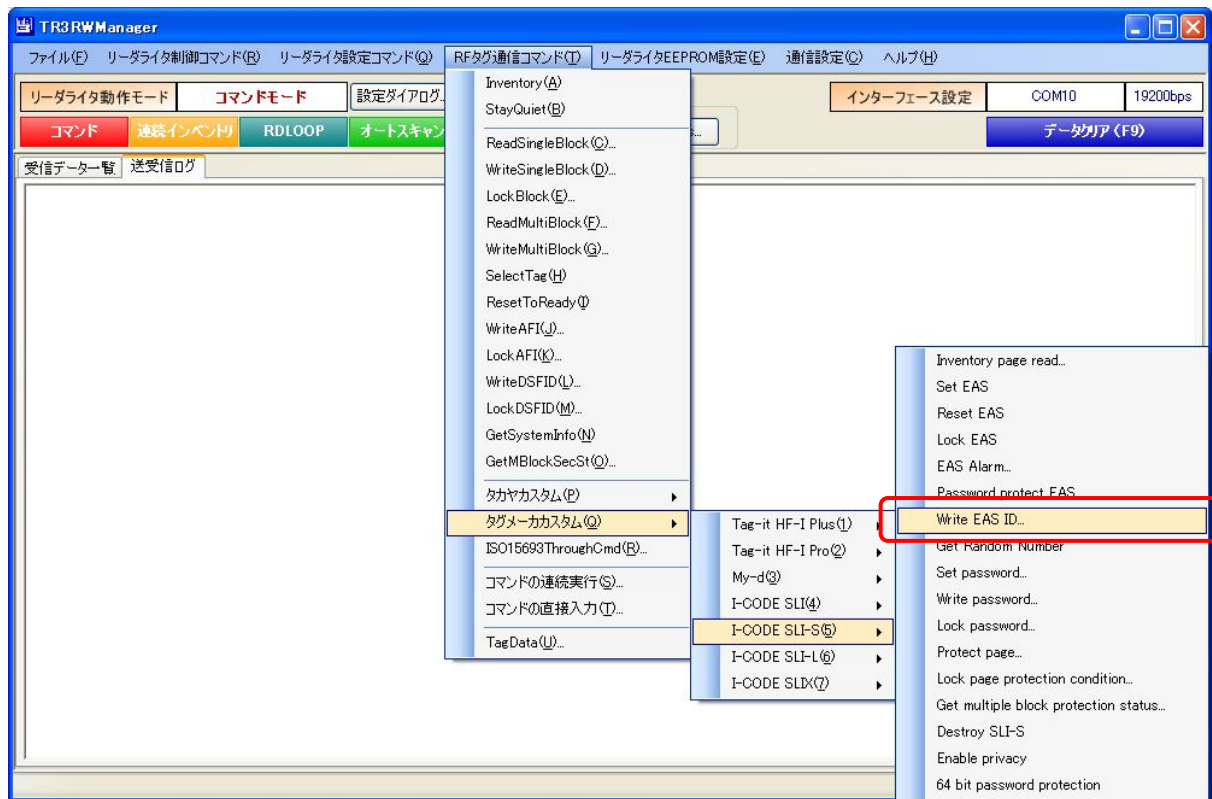 TR3RWManager
ファイル(F) リーダライタ制御コマンド(R) リーダライタ設定コマンド(Q) RFタグ通信コマンド(T) リーダライタEEPROM設定(E) 通信設定(C) ヘルプ(H)
リーダライタ動作モード コマンドモード 設定ダイアログ... インターフェース設定 COM10 19200bps
コマンド 連続インベントリ RDLOOP オートスキャン データクリア (F9)
受信データ一覧 送受信ログ
Inventory(A)
StayQuiet(B)
ReadSingleBlock(C)...
WriteSingleBlock(D)...
LockBlock(E)...
ReadMultiBlock(F)...
WriteMultiBlock(G)...
SelectTag(H)
ResetToReady(I)
WriteAFI(J)...
LockAFI(K)...
WriteDSFID(L)...
LockDSFID(M)...
GetSystemInfo(N)
GetMBlockSecSt(O)...
タカヤカスタム(P)
タグメーカカスタム(Q)
ISO15693ThroughCmd(R)...
コマンドの連続実行(S)...
コマンドの直接入力(T)...
TagData(U)...
Tag-it HF-I Plus(1)
Tag-it HF-I Pro(2)
My-d(3)
I-CODE SLI(4)
I-CODE SLI-S(5)
I-CODE SLI-L(6)
I-CODE SLIX(7)
Inventory page read...
Set EAS
Reset EAS
Lock EAS
EAS Alarm...
Password protect EAS
Write EAS ID...
Get Random Number
Set password...
Write password...
Lock password...
Protect page...
Lock page protection condition...
Get multiple block protection status...
Destroy SLI-S
Enable privacy
64 bit password protection